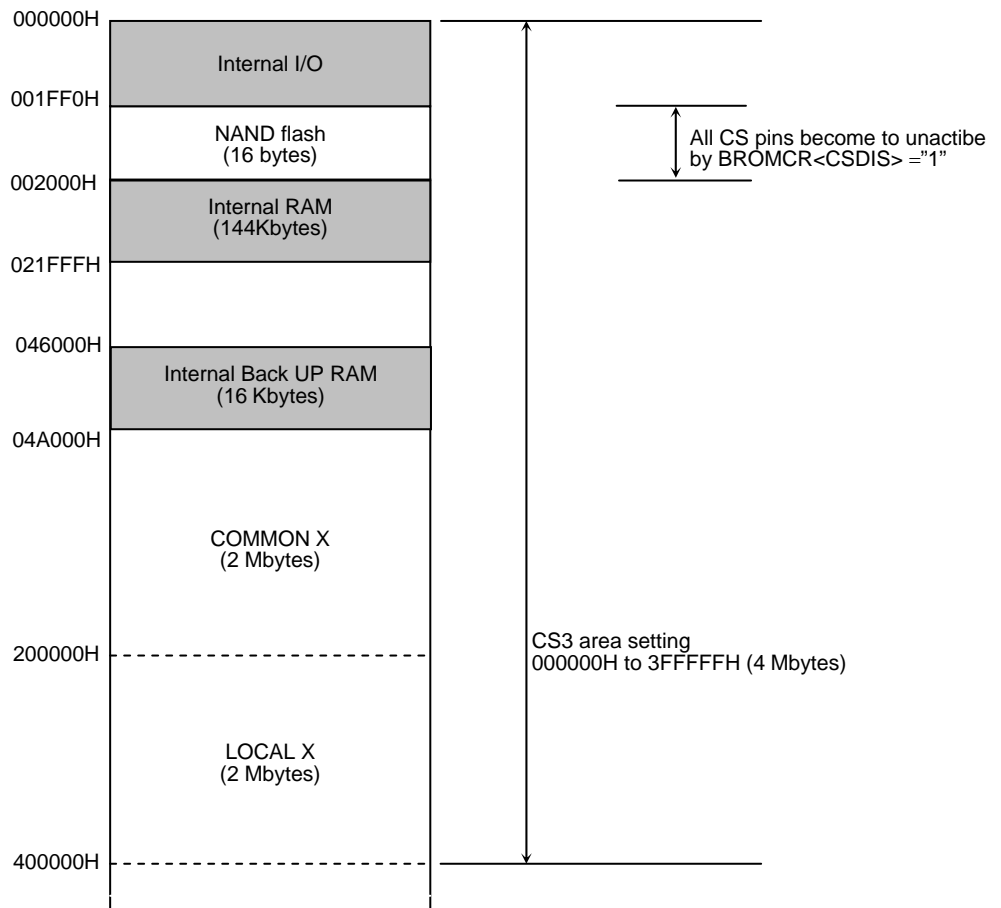 000000H
Internal I/O
001FF0H
NAND flash
(16 bytes)
All CS pins become to unactibe
by BROMCR<CSDIS> =”1”
002000H
Internal RAM
(144Kbytes)
021FFFH
046000H
Internal Back UP RAM
(16 Kbytes)
04A000H
COMMON X
(2 Mbytes)
200000H
CS3 area setting
000000H to 3FFFFFH (4 Mbytes)
LOCAL X
(2 Mbytes)
400000H